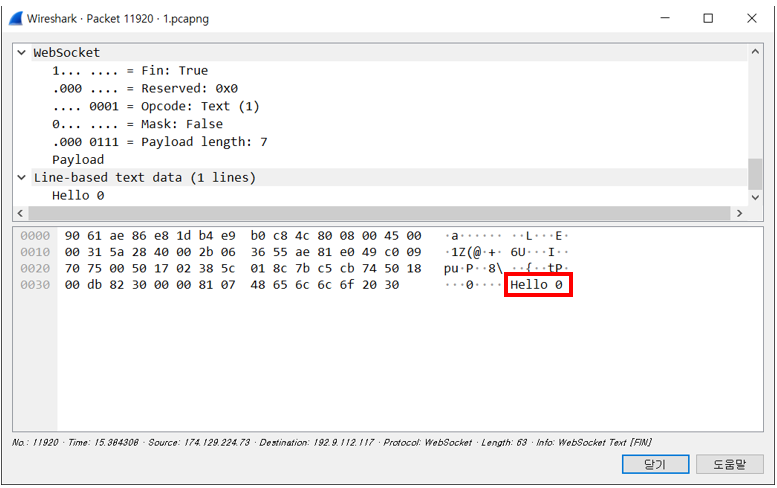 Wireshark · Packet 11920 · 1.pcapng
WebSocket
1... .... = Fin: True
.000 .... = Reserved: 0x0
.... 0001 = Opcode: Text (1)
0... .... = Mask: False
.000 0111 = Payload length: 7
Payload
Line-based text data (1 lines)
Hello 0
0000 90 61 ae 86 e8 1d b4 e9 b0 c8 4c 80 08 00 45 00 ·a······ ··L···E·
0010 00 31 5a 28 40 00 2b 06 36 55 ae 81 e0 49 c0 09 ·1Z(@·+· 6U···I··
0020 70 75 00 50 17 02 38 5c 01 8c 7b c5 cb 74 50 18 pu·P··8\ ··{··tP·
0030 00 db 82 30 00 00 81 07 48 65 6c 6c 6f 20 30 ···0···· Hello 0
No.: 11920 · Time: 15.364306 · Source: 174.129.224.73 · Destination: 192.9.112.117 · Protocol: WebSocket · Length: 63 · Info: WebSocket Text [FIN]
닫기 도움말